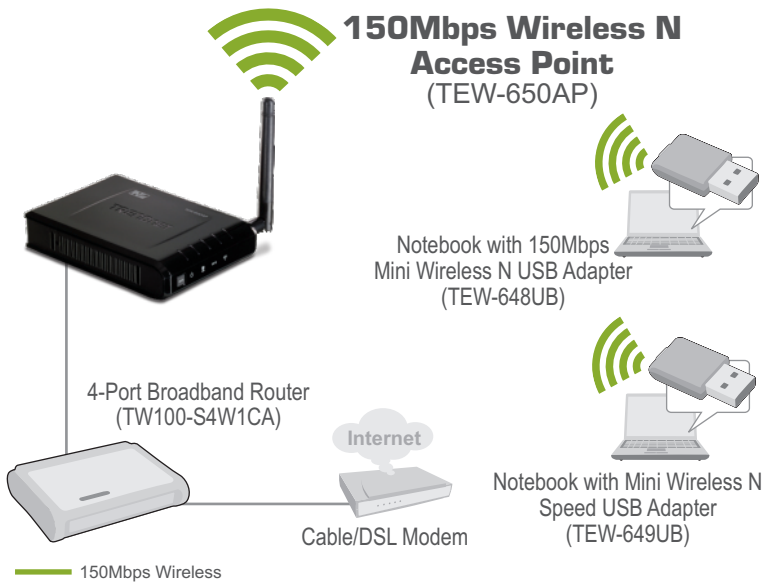 150Mbps Wireless N
Access Point
(TEW-650AP)
Notebook with 150Mbps
Mini Wireless N USB Adapter
(TEW-648UB)
4-Port Broadband Router
(TW100-S4W1CA)
Internet
Cable/DSL Modem
Notebook with Mini Wireless N
Speed USB Adapter
(TEW-649UB)
150Mbps Wireless